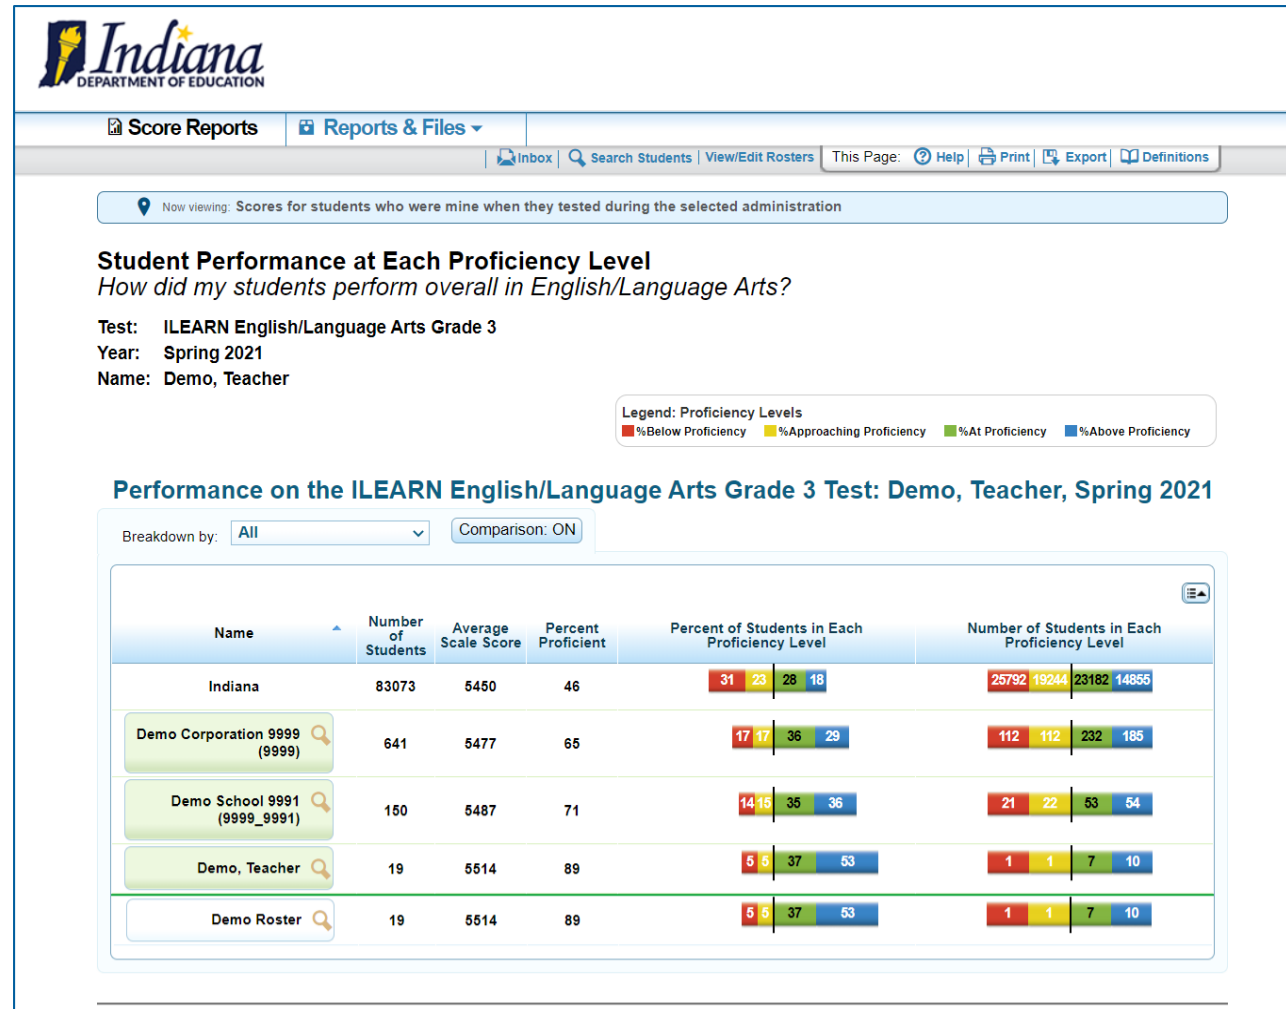 Indiana
DEPARTMENT OF EDUCATION
Score Reports Reports & Files
Inbox Search Students View/Edit Rosters This Page: Help Print Export Definitions
Now viewing: Scores for students who were mine when they tested during the selected administration
Student Performance at Each Proficiency Level
How did my students perform overall in English/Language Arts?
Test: ILEARN English/Language Arts Grade 3
Year: Spring 2021
Name: Demo, Teacher
Legend: Proficiency Levels
%Below Proficiency %Approaching Proficiency %At Proficiency %Above Proficiency
Performance on the ILEARN English/Language Arts Grade 3 Test: Demo, Teacher, Spring 2021
Breakdown by: All Comparison: ON
Name Number of Students Average Scale Score Percent Proficient Percent of Students in Each Proficiency Level Number of Students in Each Proficiency Level
Indiana 83073 5450 46 31 23 28 18 25792 19244 23182 14855
Demo Corporation 9999 (9999) 641 5477 65 17 17 36 29 112 112 232 185
Demo School 9991 (9999_9991) 150 5487 71 14 15 35 36 21 22 53 54
Demo, Teacher 19 5514 89 5 5 37 53 1 1 7 10
Demo Roster 19 5514 89 5 5 37 53 1 1 7 10